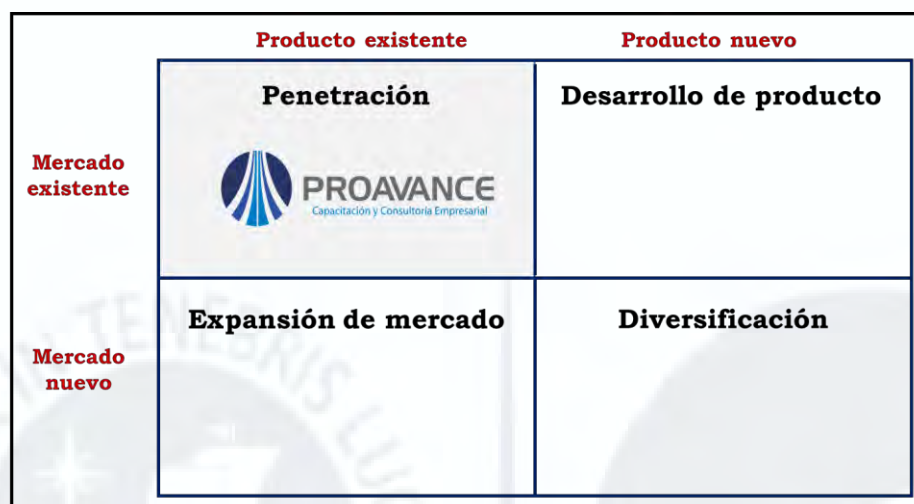 Producto existente
Producto nuevo
Penetración
Desarrollo de producto
Mercado
existente
PROAVANCE
Capacitación y Consultoría Empresarial
Expansión de mercado
Diversificación
Mercado
nuevo
TENEBRIS